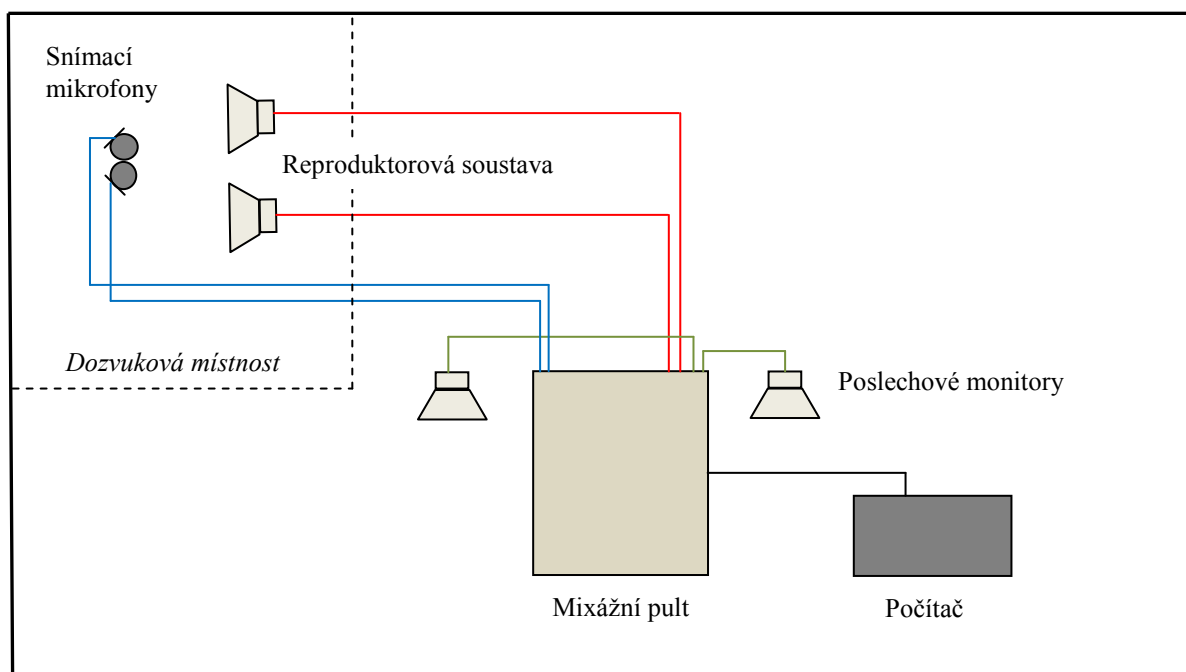 Snímací
mikrofony
Reproduktorová soustava
Dozvuková místnost
Poslechové monitory
Mixážní pult
Počítač